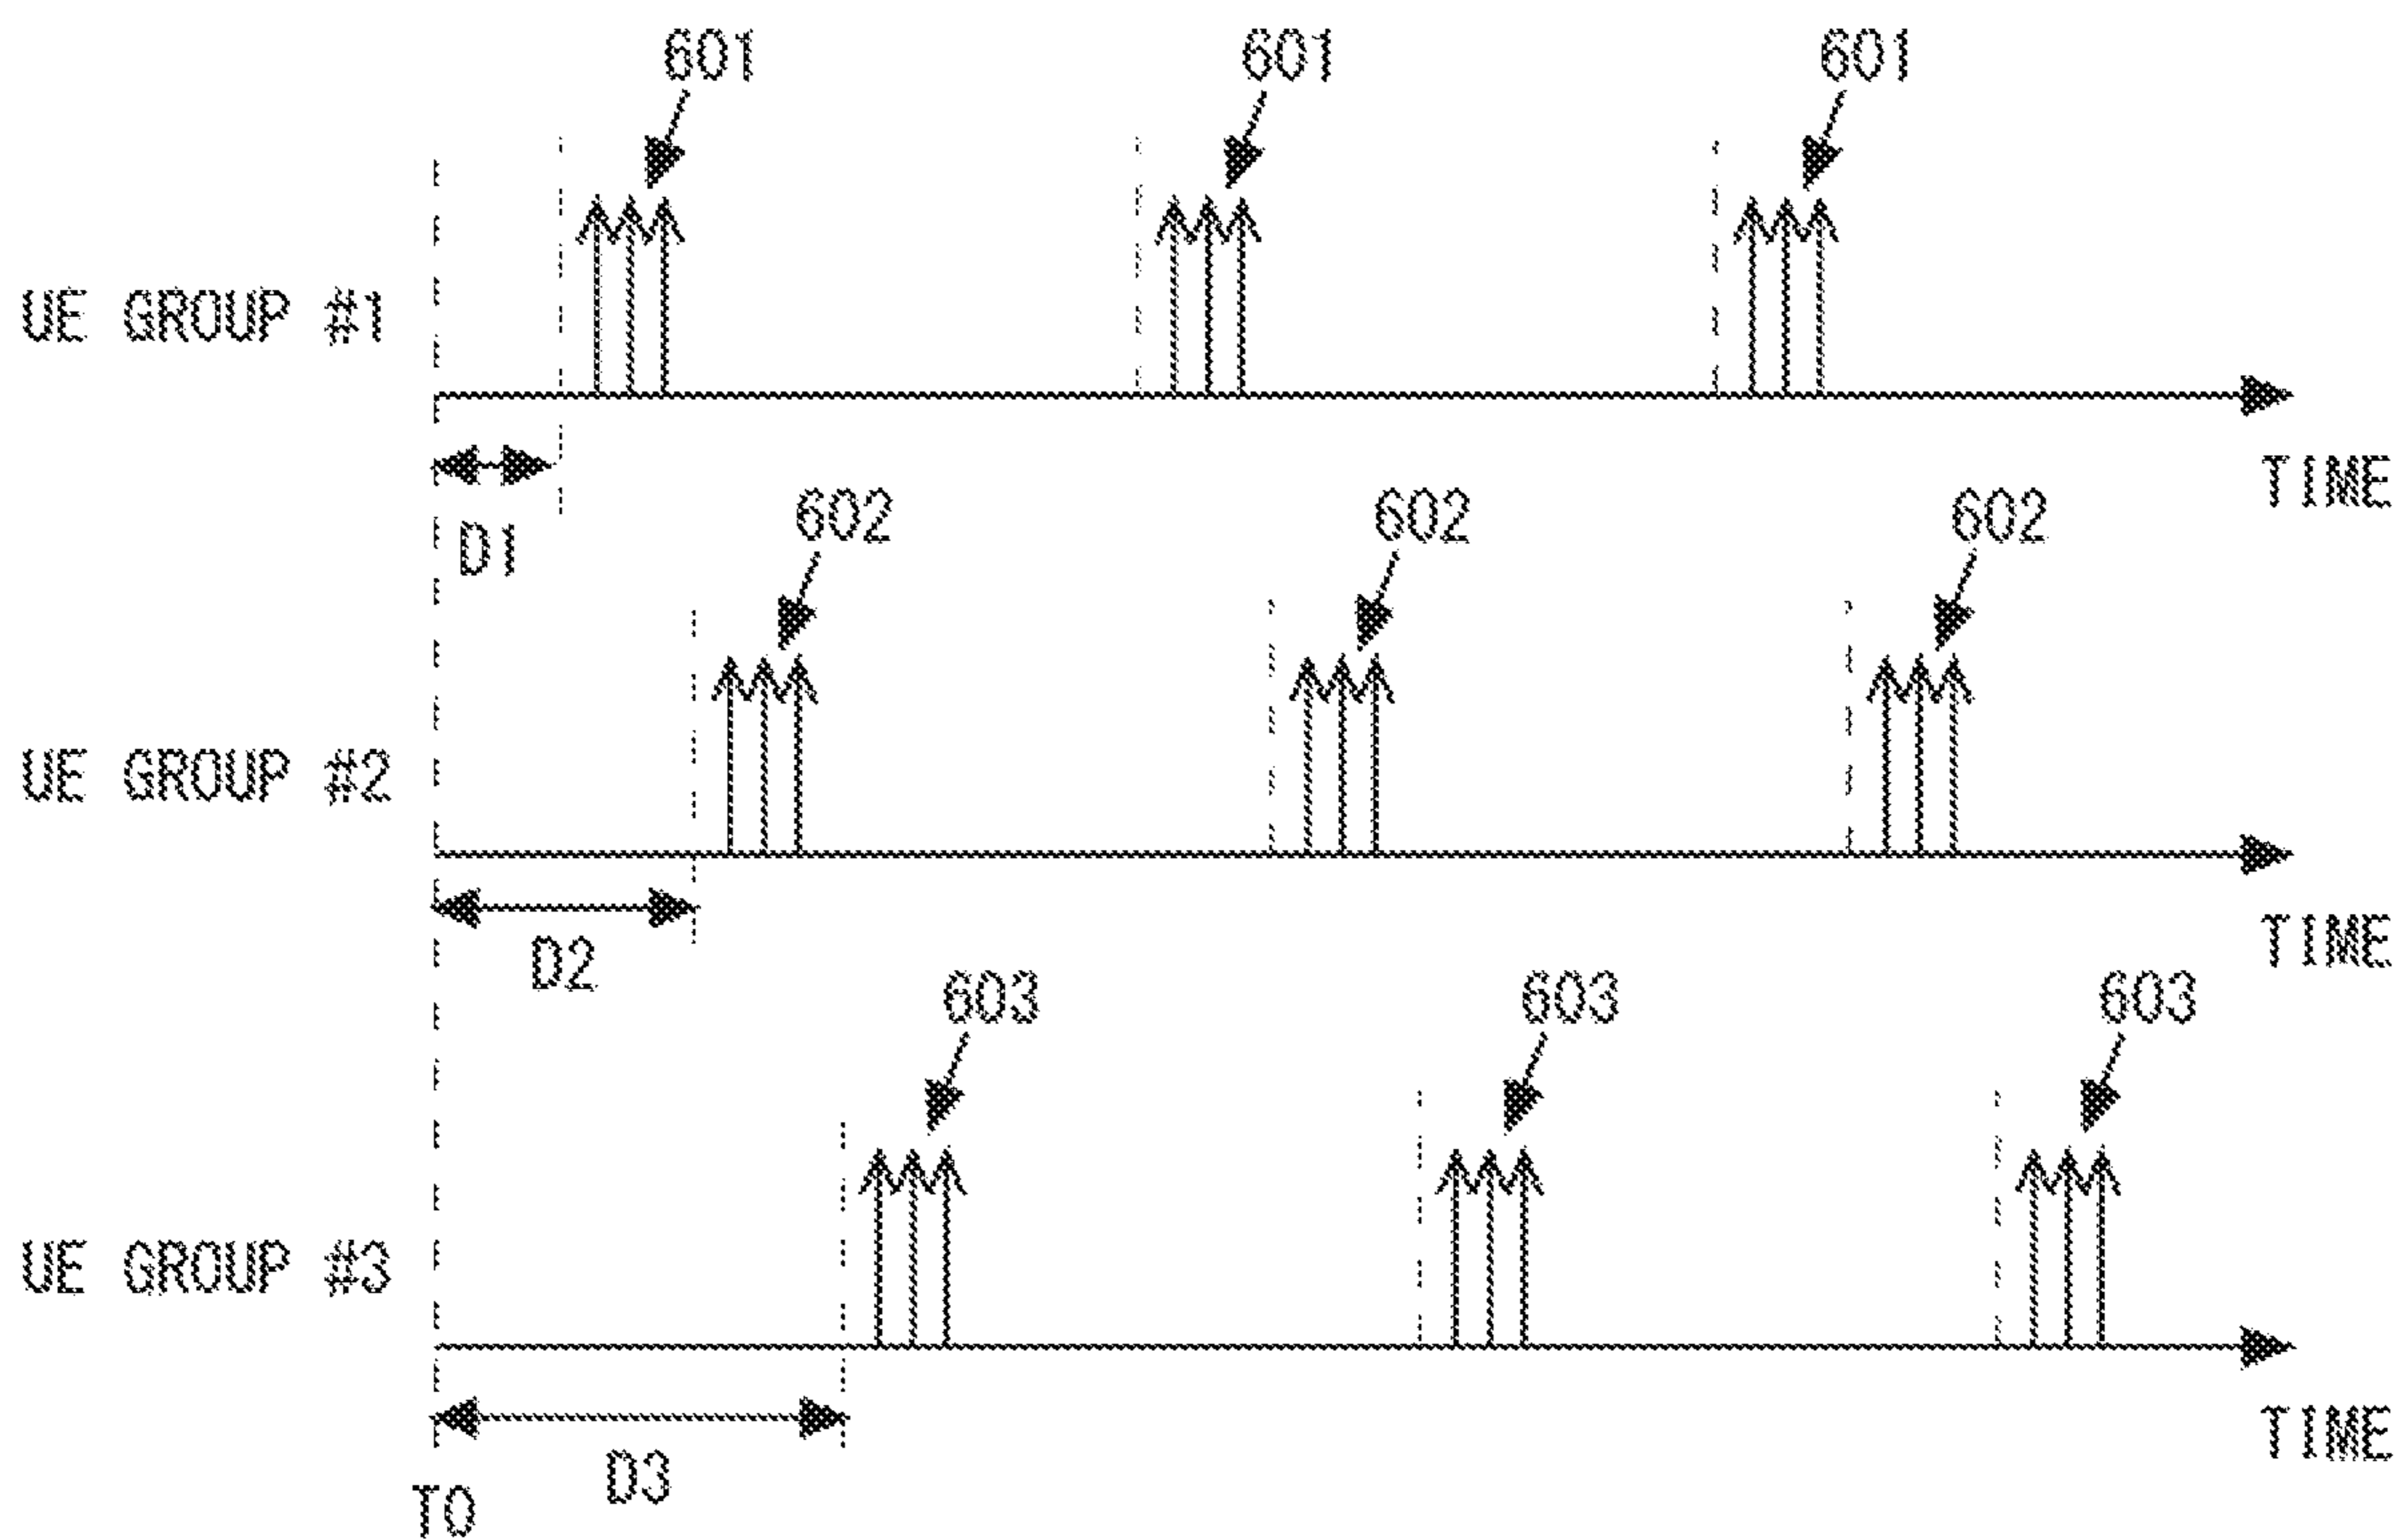 601 601 601
UE GROUP #1
TIME
D1
602 602 602
UE GROUP #2
TIME
D2
603 603 603
UE GROUP #3
TIME
D3
T0